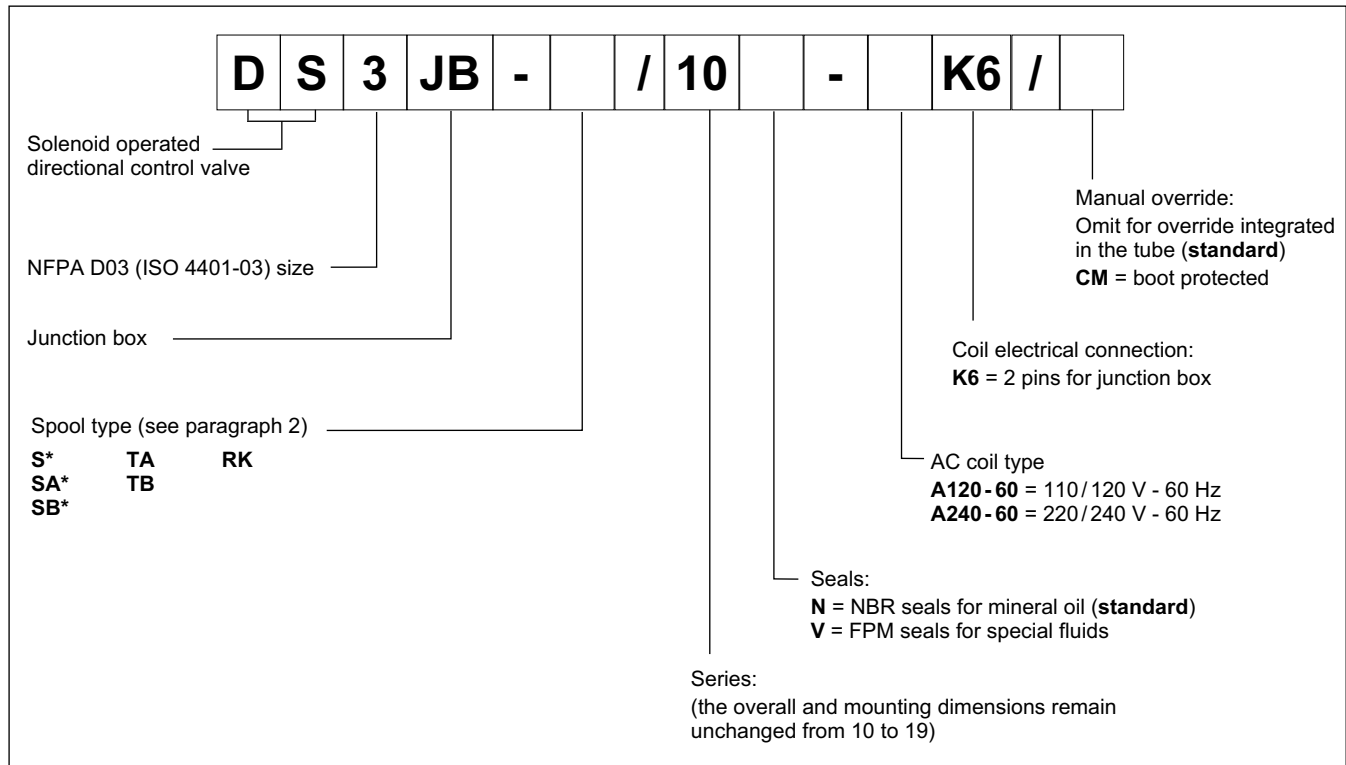 D S 3 JB - / 10 - K6 /
Solenoid operated
directional control valve
NFPA D03 (ISO 4401-03) size
Junction box
Spool type (see paragraph 2)
S* TA RK
SA* TB
SB*
Manual override:
Omit for override integrated
in the tube (standard)
CM = boot protected
Coil electrical connection:
K6 = 2 pins for junction box
AC coil type
A120-60 = 110/120 V - 60 Hz
A240-60 = 220/240 V - 60 Hz
Seals:
N = NBR seals for mineral oil (standard)
V = FPM seals for special fluids
Series:
(the overall and mounting dimensions remain
unchanged from 10 to 19)